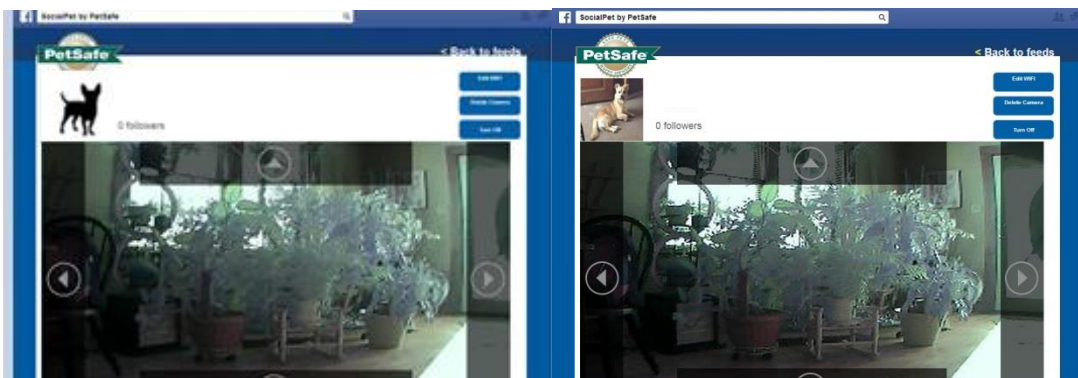 SocialPet by PetSafe
PetSafe
< Back to feeds
Edit WIFI
Delete Camera
0 followers
Turn Off
SocialPet by PetSafe
PetSafe
< Back to feeds
Edit WIFI
Delete Camera
0 followers
Turn Off